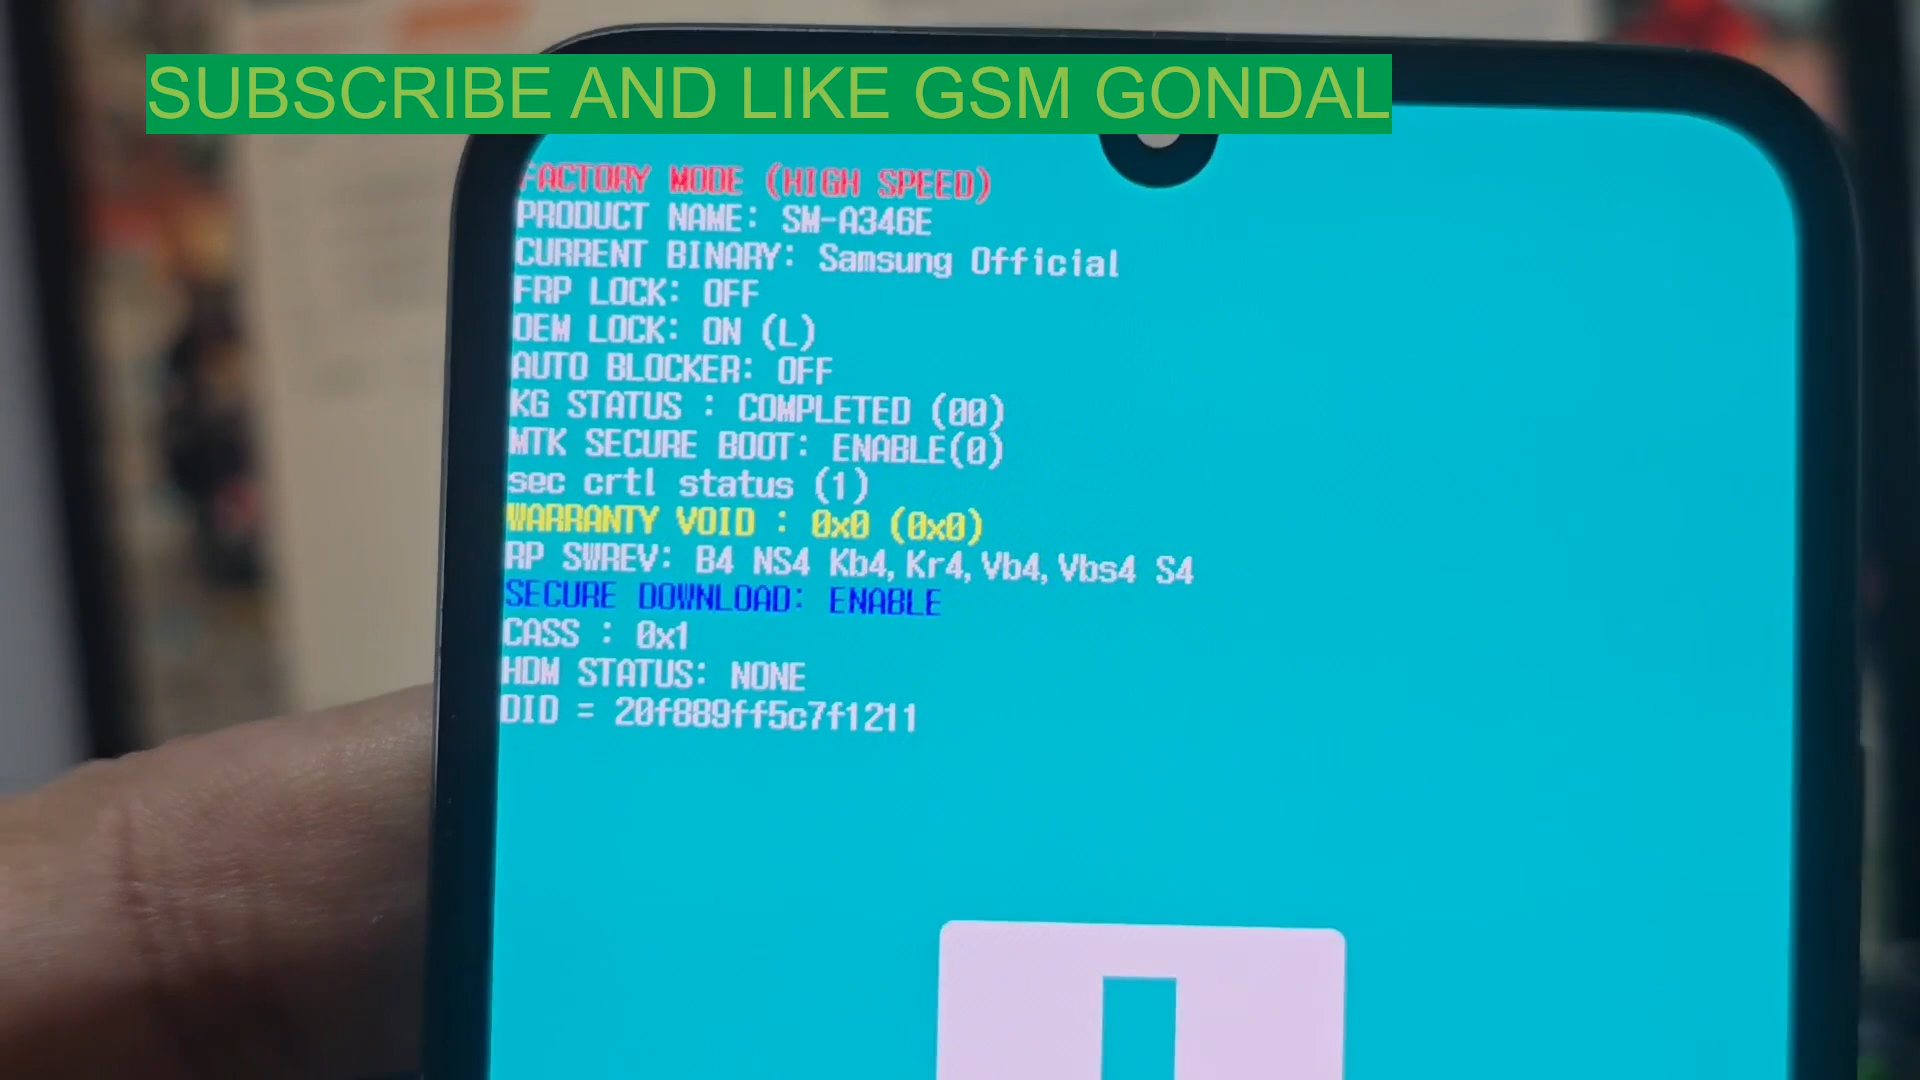 SUBSCRIBE AND LIKE GSM GONDAL
FACTORY MODE (HIGH SPEED)
PRODUCT NAME: SM-A346E
CURRENT BINARY: Samsung Official
FRP LOCK: OFF
OEM LOCK: ON (L)
AUTO BLOCKER: OFF
KG STATUS : COMPLETED (00)
MTK SECURE BOOT: ENABLE(0)
sec crtl status (1)
WARRANTY VOID : 0x0 (0x0)
RP SWREV: B4 NS4 Kb4, Kr4, Vb4, Vbs4 S4
SECURE DOWNLOAD: ENABLE
CASS : 0x1
HDM STATUS: NONE
DID = 20f889ff5c7f1211